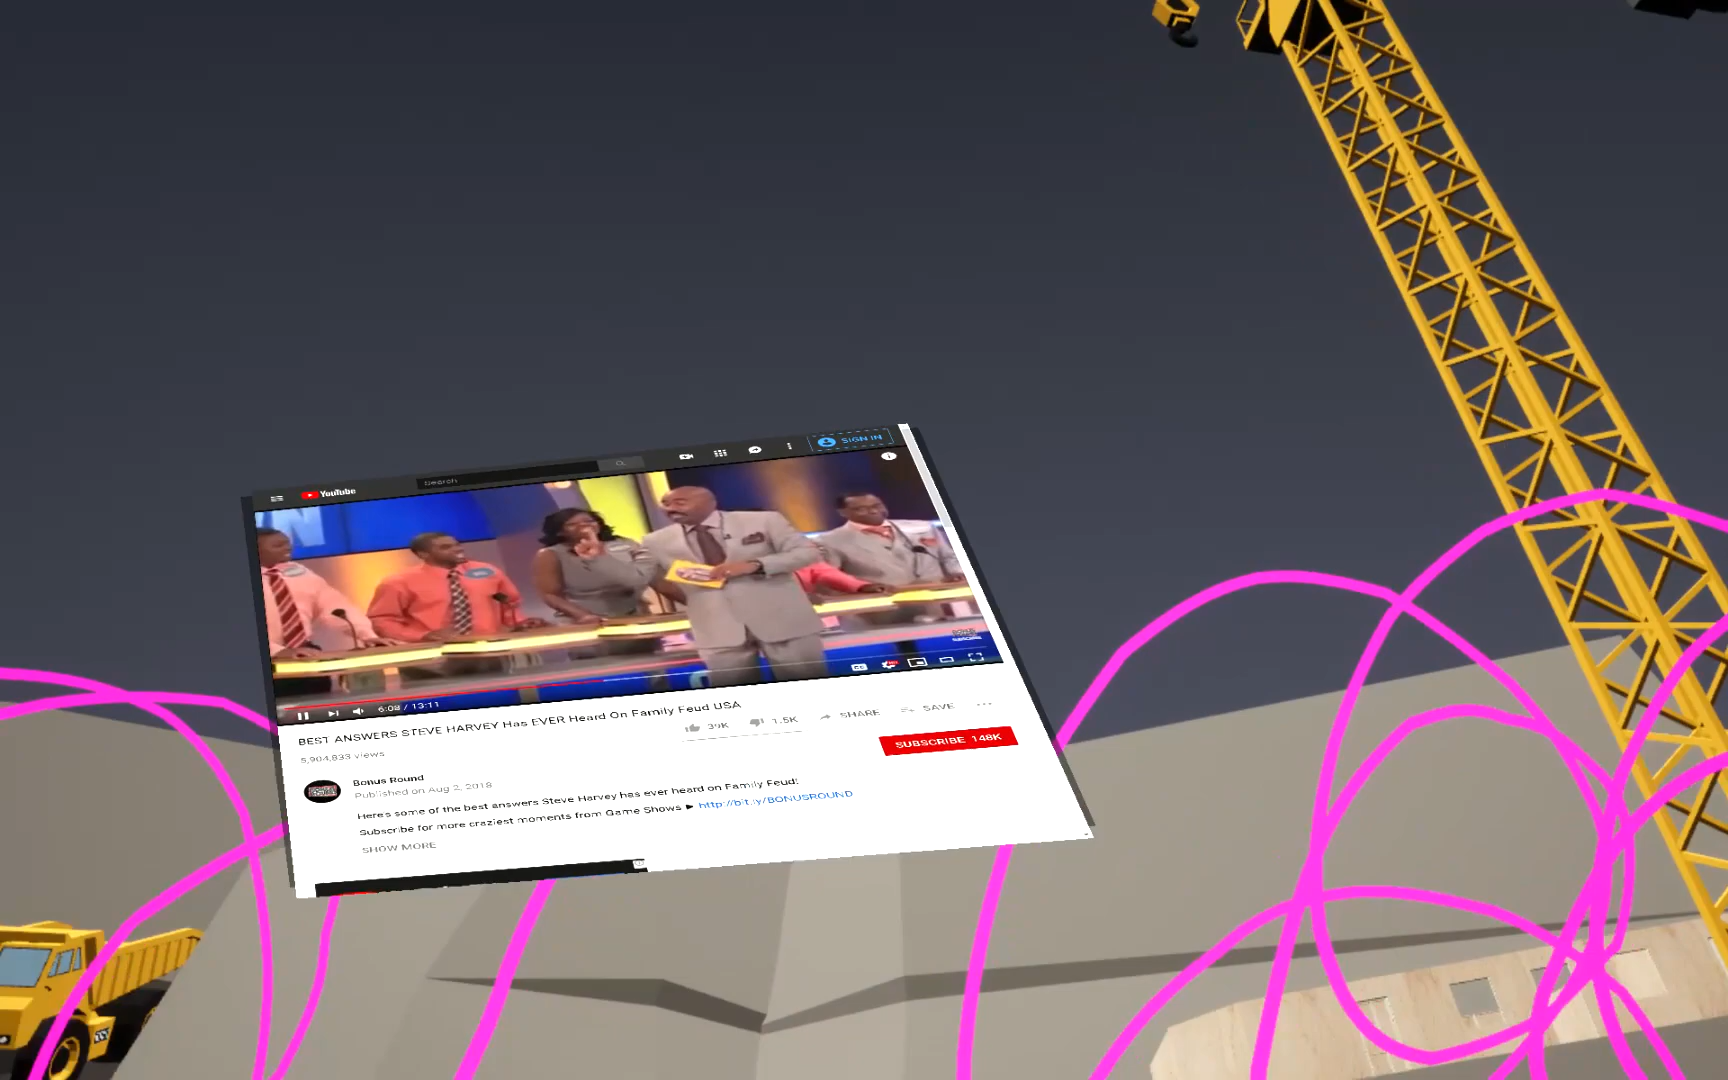 YouTube
Search
SIGN IN
6:08 / 13:11
BEST ANSWERS STEVE HARVEY Has EVER Heard On Family Feud USA
5,904,833 views
39K
1.5K
SHARE
SAVE
SUBSCRIBE 148K
Bonus Round
Published on Aug 2, 2018
Here's some of the best answers Steve Harvey has ever heard on Family Feud!
Subscribe for more craziest moments from Game Shows ► http://bit.ly/BONUSROUND
SHOW MORE